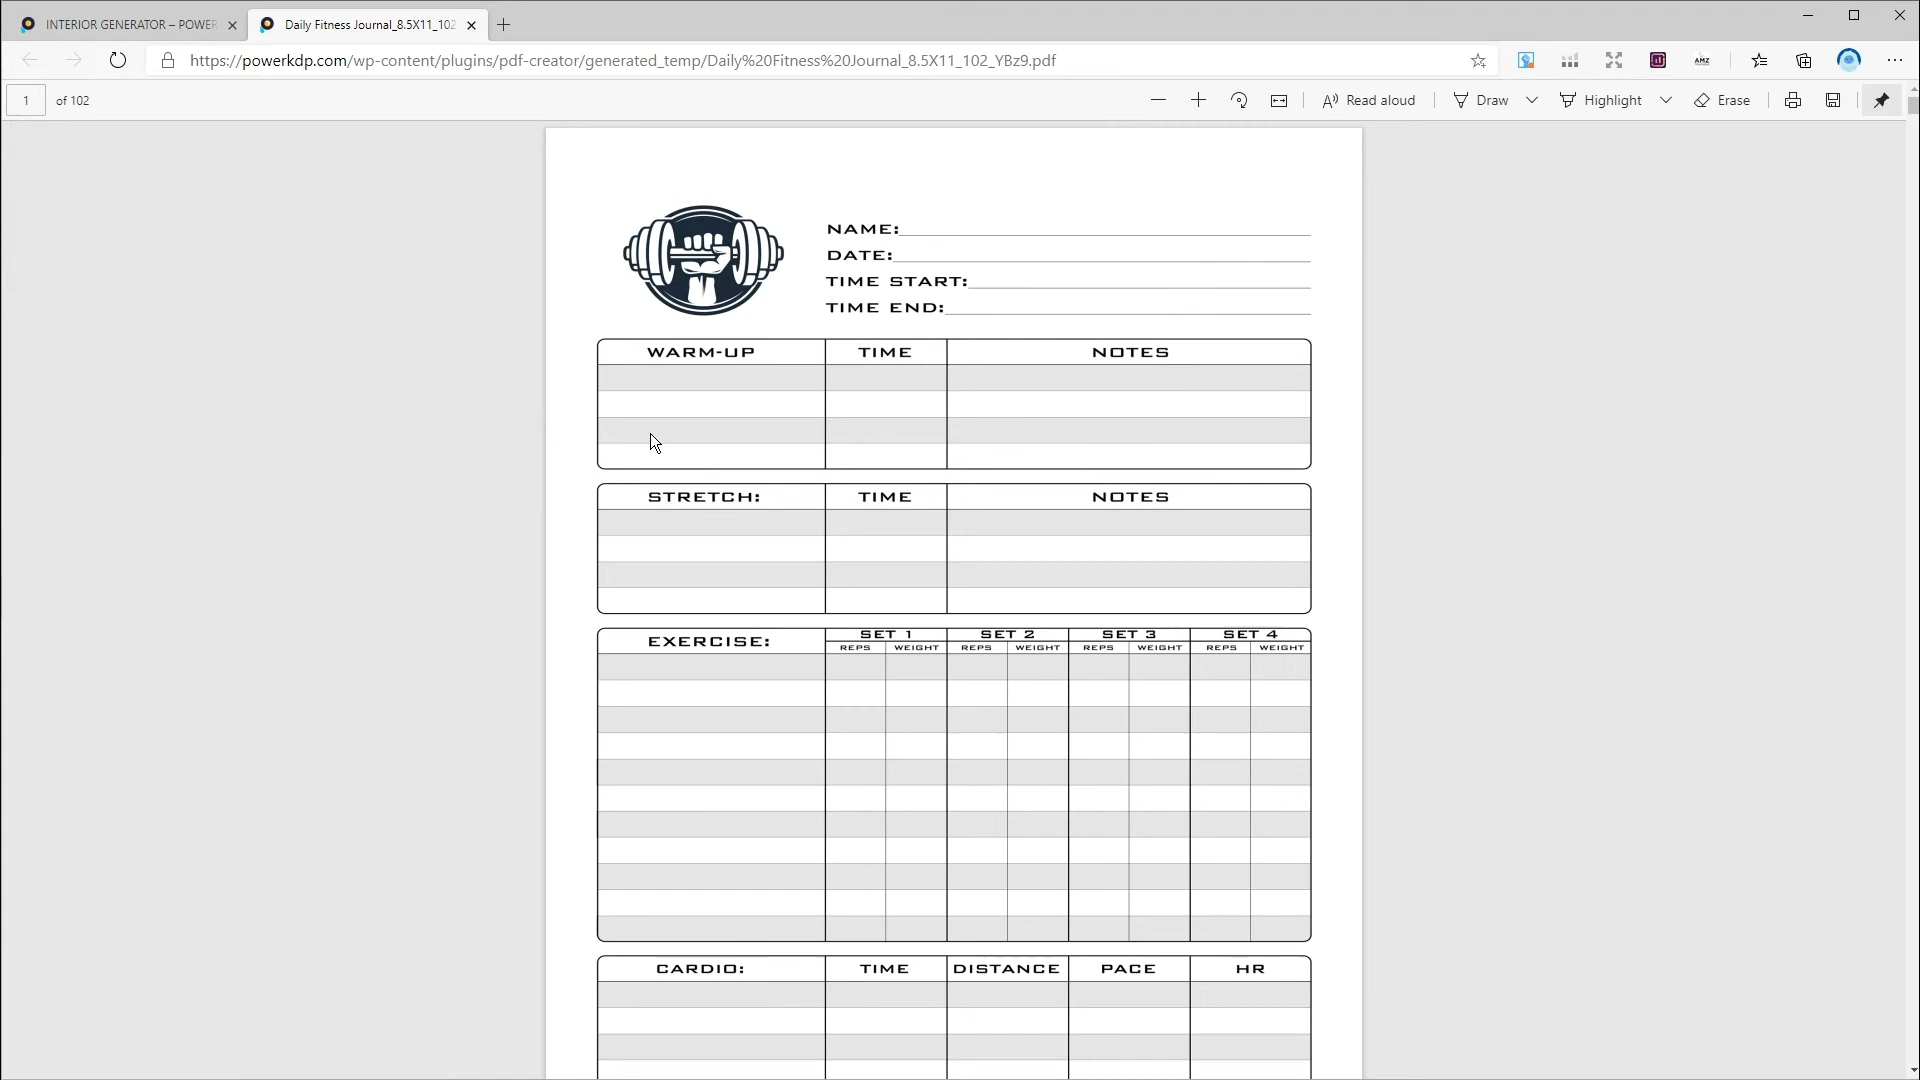 INTERIOR GENERATOR – POWER
Daily Fitness Journal_8.5X11_102
https://powerkdp.com/wp-content/plugins/pdf-creator/generated_temp/Daily%20Fitness%20Journal_8.5X11_102_YBz9.pdf
AMZ
1 of 102
Read aloud
Draw
Highlight
Erase
NAME:
DATE:
TIME START:
TIME END:
WARM-UP TIME NOTES
STRETCH: TIME NOTES
EXERCISE: SET 1 SET 2 SET 3 SET 4
REPS WEIGHT REPS WEIGHT REPS WEIGHT REPS WEIGHT
CARDIO: TIME DISTANCE PACE HR